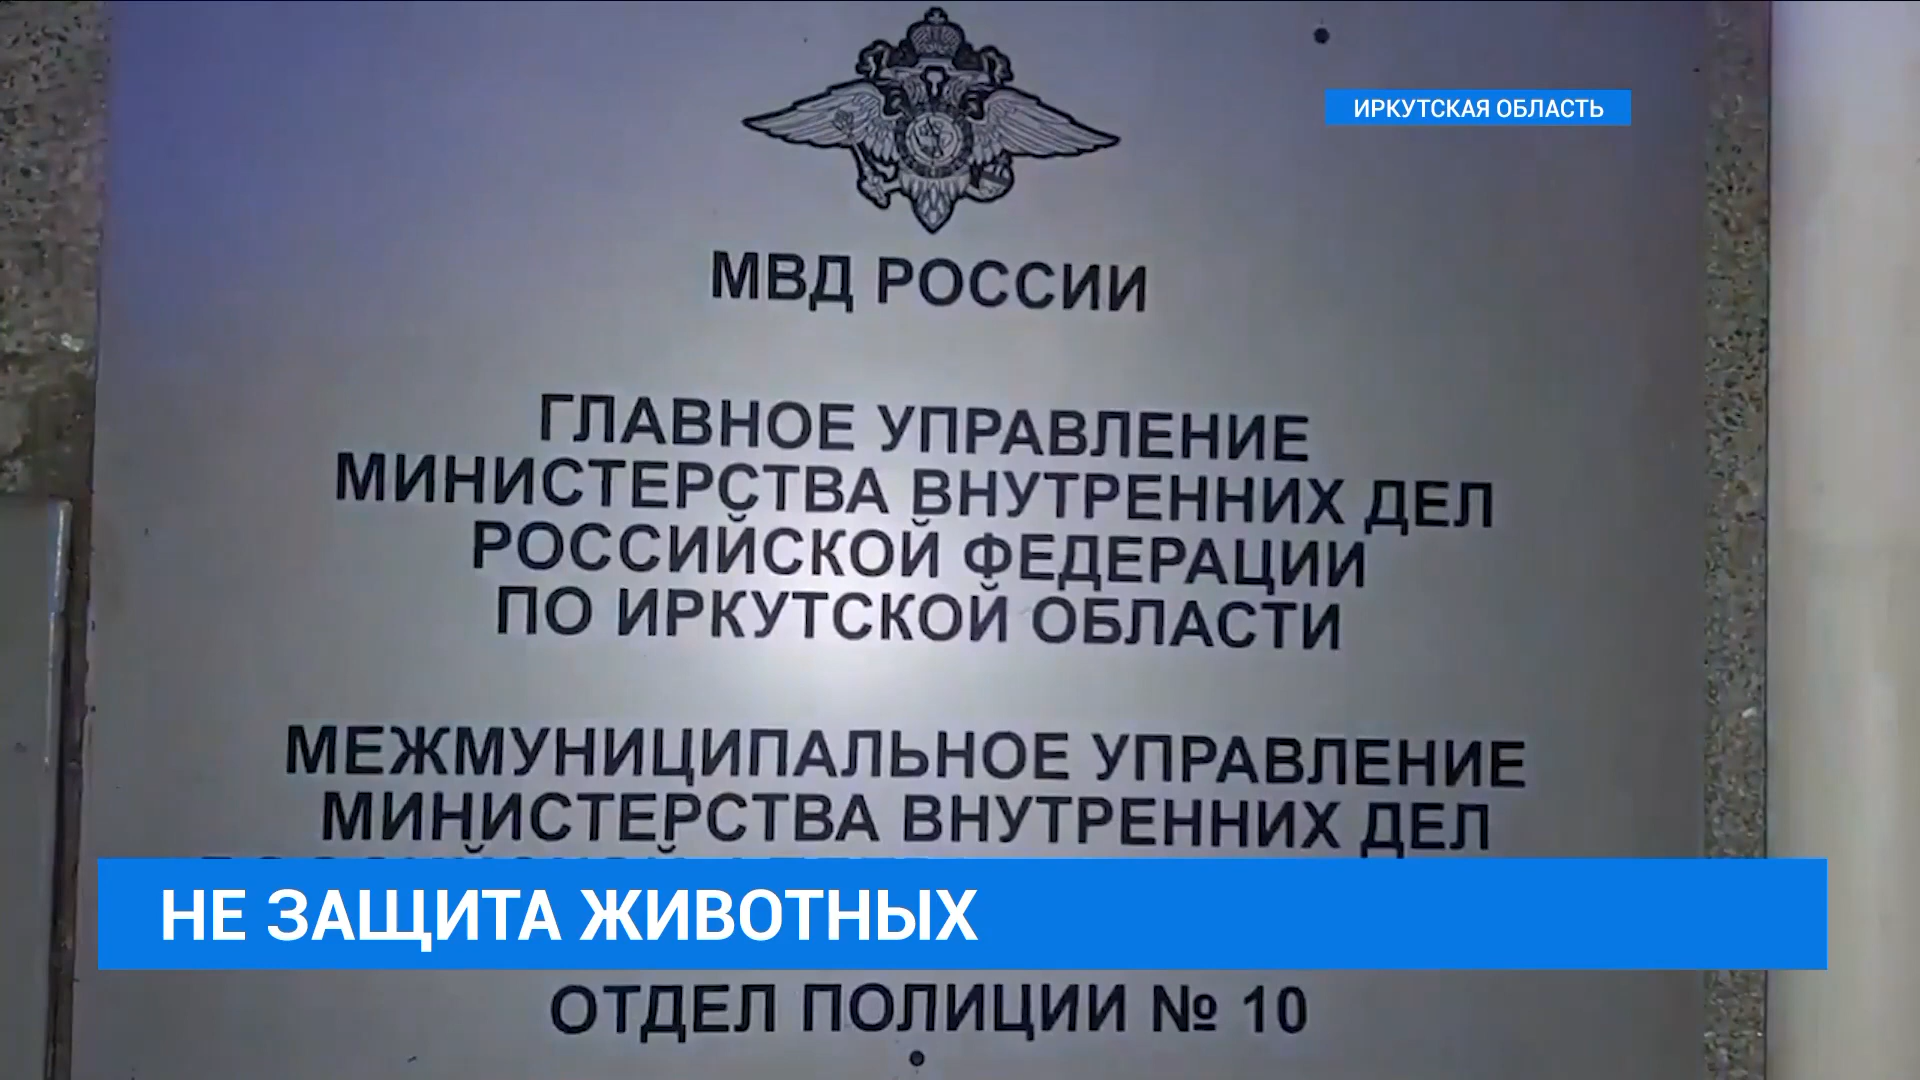 ИРКУТСКАЯ ОБЛАСТЬ
МВД РОССИИ
ГЛАВНОЕ УПРАВЛЕНИЕ
МИНИСТЕРСТВА ВНУТРЕННИХ ДЕЛ
РОССИЙСКОЙ ФЕДЕРАЦИИ
ПО ИРКУТСКОЙ ОБЛАСТИ
МЕЖМУНИЦИПАЛЬНОЕ УПРАВЛЕНИЕ
МИНИСТЕРСТВА ВНУТРЕННИХ ДЕЛ
НЕ ЗАЩИТА ЖИВОТНЫХ
ОТДЕЛ ПОЛИЦИИ № 10